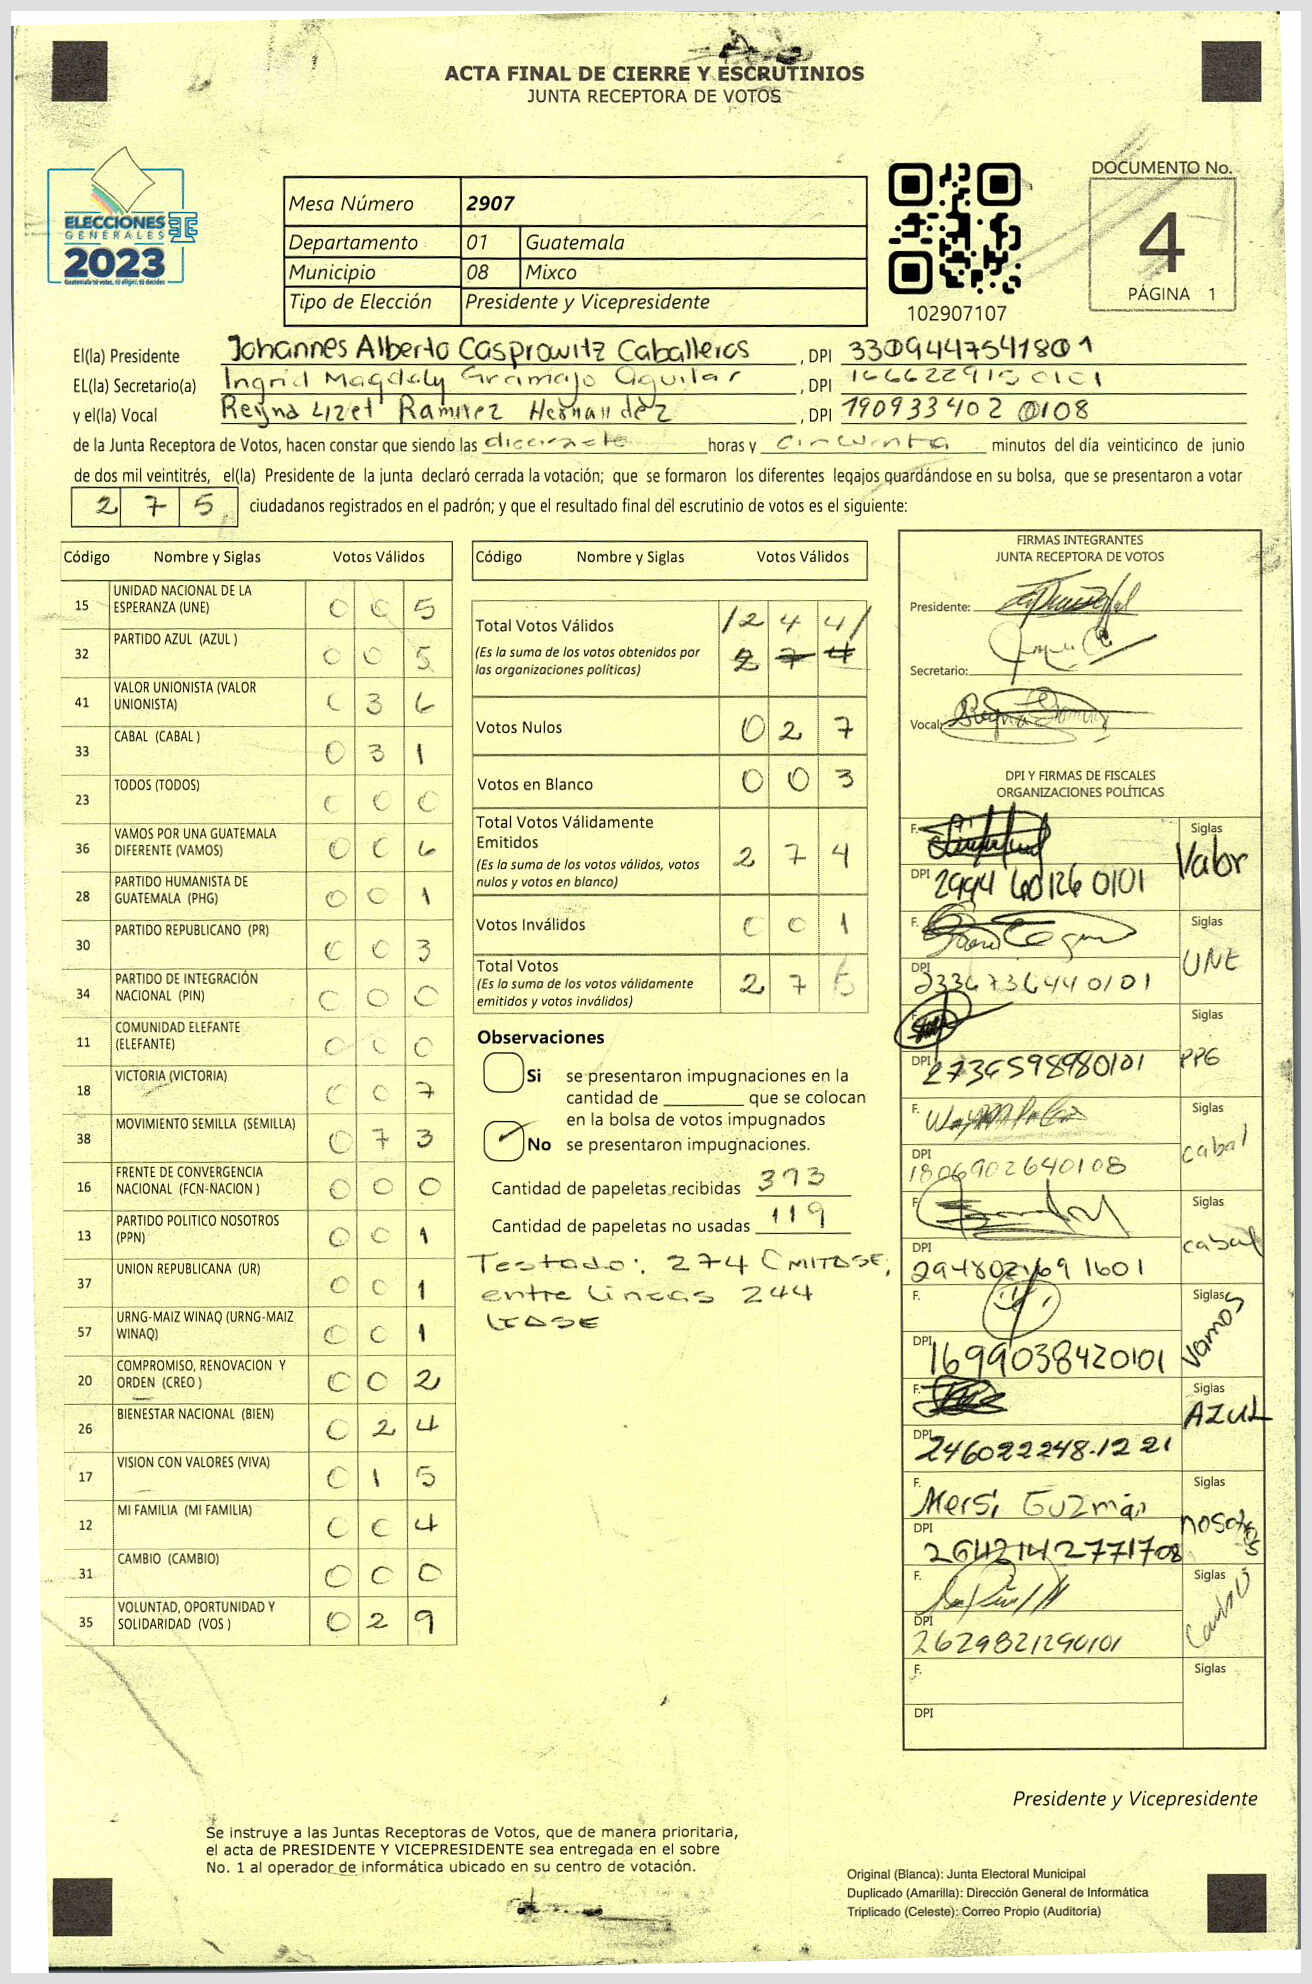 ACTA FINAL DE CIERRE Y ESCRUTINIOS
JUNTA RECEPTORA DE VOTOS
ELECCIONES
GENERALES
2023
Guatemala tú votas, tú eliges, tú decides
TSE
Mesa Número 2907
Departamento 01 Guatemala
Municipio 08 Mixco
Tipo de Elección Presidente y Vicepresidente
102907107
DOCUMENTO No.
4
PÁGINA 1
El(la) Presidente Johannes Alberto Casprowitz Caballeros , DPI 3309447541801
EL(la) Secretario(a) Ingrid Magdaly Gramajo Aguilar , DPI 1666229150101
y el(la) Vocal Reyna Lizet Ramirez Hernandez , DPI 190933402 0108
de la Junta Receptora de Votos, hacen constar que siendo las diecisiete horas y cincuenta minutos del día veinticinco de junio
de dos mil veintitrés, el(la) Presidente de la junta declaró cerrada la votación; que se formaron los diferentes legajos guardándose en su bolsa, que se presentaron a votar
2 7 5 ciudadanos registrados en el padrón; y que el resultado final del escrutinio de votos es el siguiente:
Código Nombre y Siglas Votos Válidos
15 UNIDAD NACIONAL DE LA ESPERANZA (UNE) 0 0 5
32 PARTIDO AZUL (AZUL ) 0 0 5
41 VALOR UNIONISTA (VALOR UNIONISTA) 0 3 6
33 CABAL (CABAL ) 0 3 1
23 TODOS (TODOS) 0 0 0
36 VAMOS POR UNA GUATEMALA DIFERENTE (VAMOS) 0 0 6
28 PARTIDO HUMANISTA DE GUATEMALA (PHG) 0 0 1
30 PARTIDO REPUBLICANO (PR) 0 0 3
34 PARTIDO DE INTEGRACIÓN NACIONAL (PIN) 0 0 0
11 COMUNIDAD ELEFANTE (ELEFANTE) 0 0 0
18 VICTORIA (VICTORIA) 0 0 7
38 MOVIMIENTO SEMILLA (SEMILLA) 0 7 3
16 FRENTE DE CONVERGENCIA NACIONAL (FCN-NACION ) 0 0 0
13 PARTIDO POLITICO NOSOTROS (PPN) 0 0 1
37 UNION REPUBLICANA (UR) 0 0 1
57 URNG-MAIZ WINAQ (URNG-MAIZ WINAQ) 0 0 1
20 COMPROMISO, RENOVACION Y ORDEN (CREO ) 0 0 2
26 BIENESTAR NACIONAL (BIEN) 0 2 4
17 VISION CON VALORES (VIVA) 0 1 5
12 MI FAMILIA (MI FAMILIA) 0 0 4
31 CAMBIO (CAMBIO) 0 0 0
35 VOLUNTAD, OPORTUNIDAD Y SOLIDARIDAD (VOS ) 0 2 9
Código Nombre y Siglas Votos Válidos
Total Votos Válidos /2 4 4/
(Es la suma de los votos obtenidos por las organizaciones políticas) 2 7 4
Votos Nulos 0 2 7
Votos en Blanco 0 0 3
Total Votos Válidamente Emitidos
(Es la suma de los votos válidos, votos nulos y votos en blanco) 2 7 4
Votos Inválidos 0 0 1
Total Votos
(Es la suma de los votos válidamente emitidos y votos inválidos) 2 7 5
Observaciones
Si se presentaron impugnaciones en la
cantidad de ________ que se colocan
en la bolsa de votos impugnados
✓ No se presentaron impugnaciones.
Cantidad de papeletas recibidas 393
Cantidad de papeletas no usadas 119
Testado: 274 OMITASE,
entre lineas 244
LEASE
FIRMAS INTEGRANTES
JUNTA RECEPTORA DE VOTOS
Presidente:
Secretario:
Vocal:
DPI Y FIRMAS DE FISCALES
ORGANIZACIONES POLÍTICAS
F. Siglas Valor
DPI 2994 60126 0101
F. Siglas UNE
DPI 2333673644 0101
F. Siglas PPG
DPI 2736598980101
F. Siglas cabal
DPI 1806902640108
F. Siglas cabal
DPI 294802169 1601
F. Siglas Vamos
DPI 1699038420101
F. Siglas AZUL
DPI 246022248.1221
F. Mersi Guzmán Siglas nosotros
DPI 2642142771708
F. Siglas
DPI 2629821290101
F. Siglas
DPI
Presidente y Vicepresidente
Se instruye a las Juntas Receptoras de Votos, que de manera prioritaria,
el acta de PRESIDENTE Y VICEPRESIDENTE sea entregada en el sobre
No. 1 al operador de informática ubicado en su centro de votación.
Original (Blanca): Junta Electoral Municipal
Duplicado (Amarilla): Dirección General de Informática
Triplicado (Celeste): Correo Propio (Auditoría)